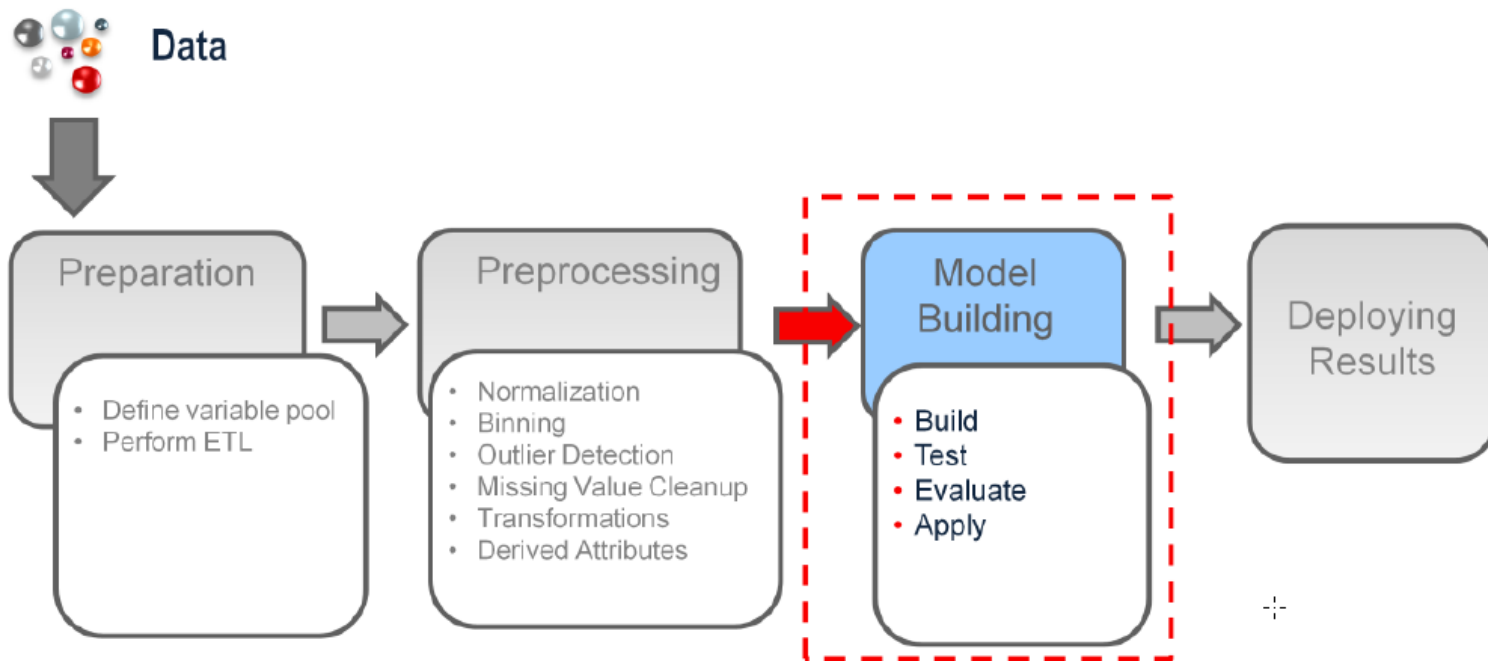 Data
Preparation
• Define variable pool
• Perform ETL
Preprocessing
• Normalization
• Binning
• Outlier Detection
• Missing Value Cleanup
• Transformations
• Derived Attributes
Model
Building
• Build
• Test
• Evaluate
• Apply
Deploying
Results